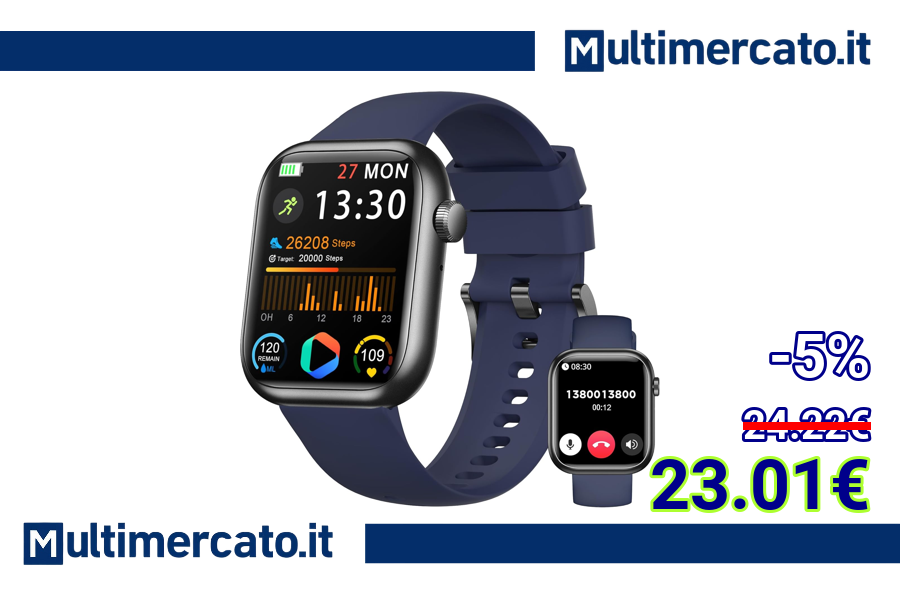 Multimercato.it
27 MON
13:30
26208 Steps
Target: 20000 Steps
0H 6 12 18 23
120
REMAIN
ML
109
08:30
1380013800
00:12
-5%
24.22€
23.01€
Multimercato.it